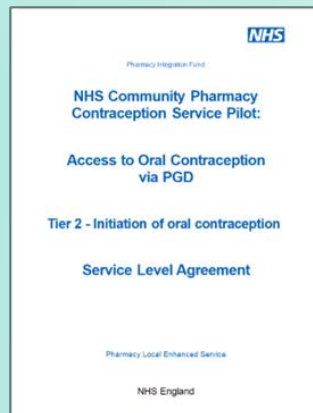 NHS
Pharmacy Integration Fund
NHS Community Pharmacy
Contraception Service Pilot:
Access to Oral Contraception
via PGD
Tier 2 - Initiation of oral contraception
Service Level Agreement
Pharmacy Local Enhanced Service
NHS England